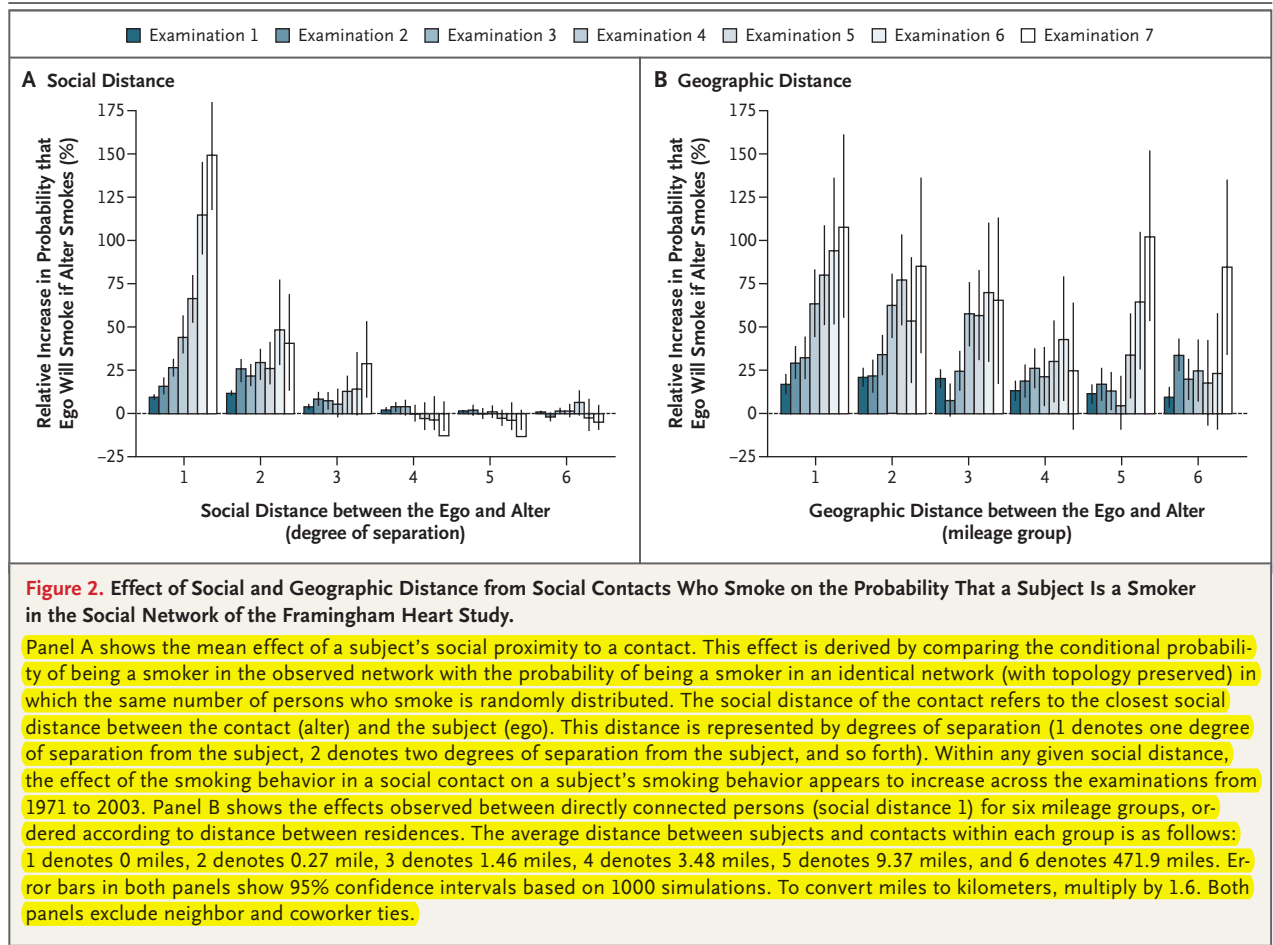 Examination 1 Examination 2 Examination 3 Examination 4 Examination 5 Examination 6 Examination 7
A Social Distance
175
150
125
100
75
50
25
0
−25
Relative Increase in Probability that
Ego Will Smoke if Alter Smokes (%)
1 2 3 4 5 6
Social Distance between the Ego and Alter
(degree of separation)
B Geographic Distance
175
150
125
100
75
50
25
0
−25
Relative Increase in Probability that
Ego Will Smoke if Alter Smokes (%)
1 2 3 4 5 6
Geographic Distance between the Ego and Alter
(mileage group)
Figure 2. Effect of Social and Geographic Distance from Social Contacts Who Smoke on the Probability That a Subject Is a Smoker
in the Social Network of the Framingham Heart Study.
Panel A shows the mean effect of a subject's social proximity to a contact. This effect is derived by comparing the conditional probabili-
ty of being a smoker in the observed network with the probability of being a smoker in an identical network (with topology preserved) in
which the same number of persons who smoke is randomly distributed. The social distance of the contact refers to the closest social
distance between the contact (alter) and the subject (ego). This distance is represented by degrees of separation (1 denotes one degree
of separation from the subject, 2 denotes two degrees of separation from the subject, and so forth). Within any given social distance,
the effect of the smoking behavior in a social contact on a subject's smoking behavior appears to increase across the examinations from
1971 to 2003. Panel B shows the effects observed between directly connected persons (social distance 1) for six mileage groups, or-
dered according to distance between residences. The average distance between subjects and contacts within each group is as follows:
1 denotes 0 miles, 2 denotes 0.27 mile, 3 denotes 1.46 miles, 4 denotes 3.48 miles, 5 denotes 9.37 miles, and 6 denotes 471.9 miles. Er-
ror bars in both panels show 95% confidence intervals based on 1000 simulations. To convert miles to kilometers, multiply by 1.6. Both
panels exclude neighbor and coworker ties.